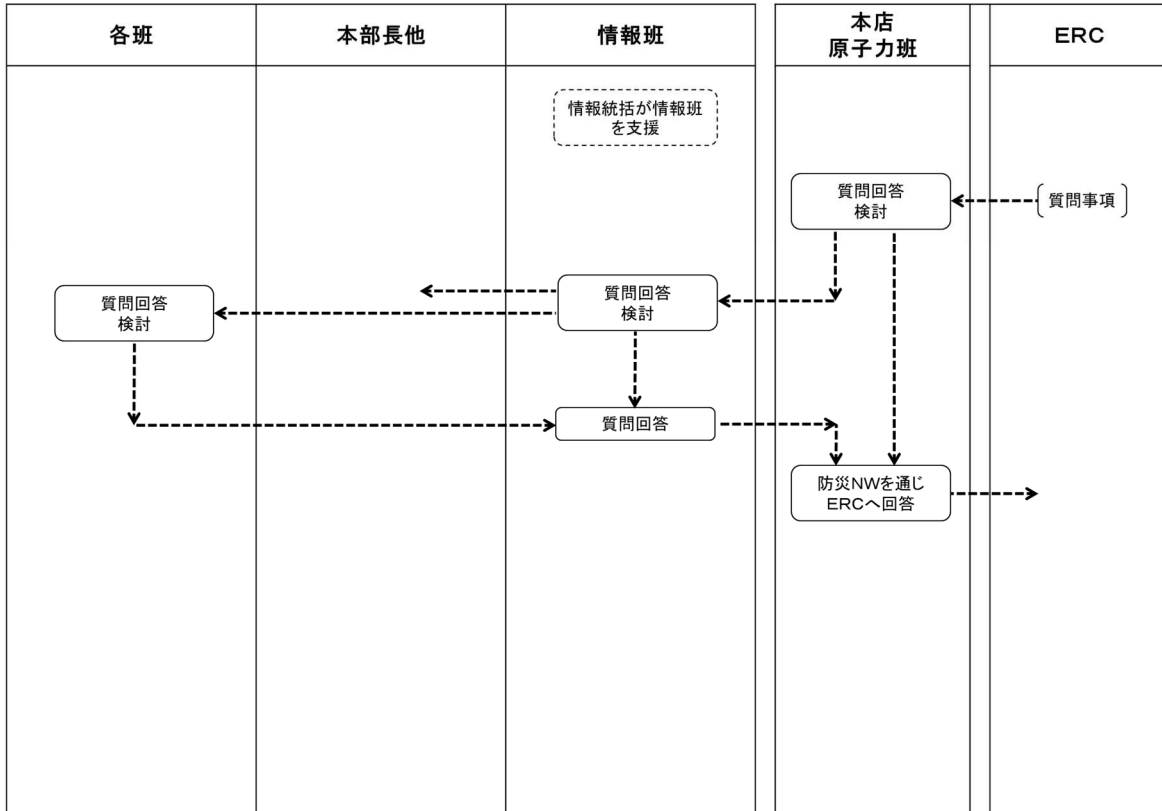 各班
本部長他
情報班
本店
原子力班
ERC
情報統括が情報班
を支援
質問回答
検討
質問事項
質問回答
検討
質問回答
検討
質問回答
防災NWを通じ
ERCへ回答